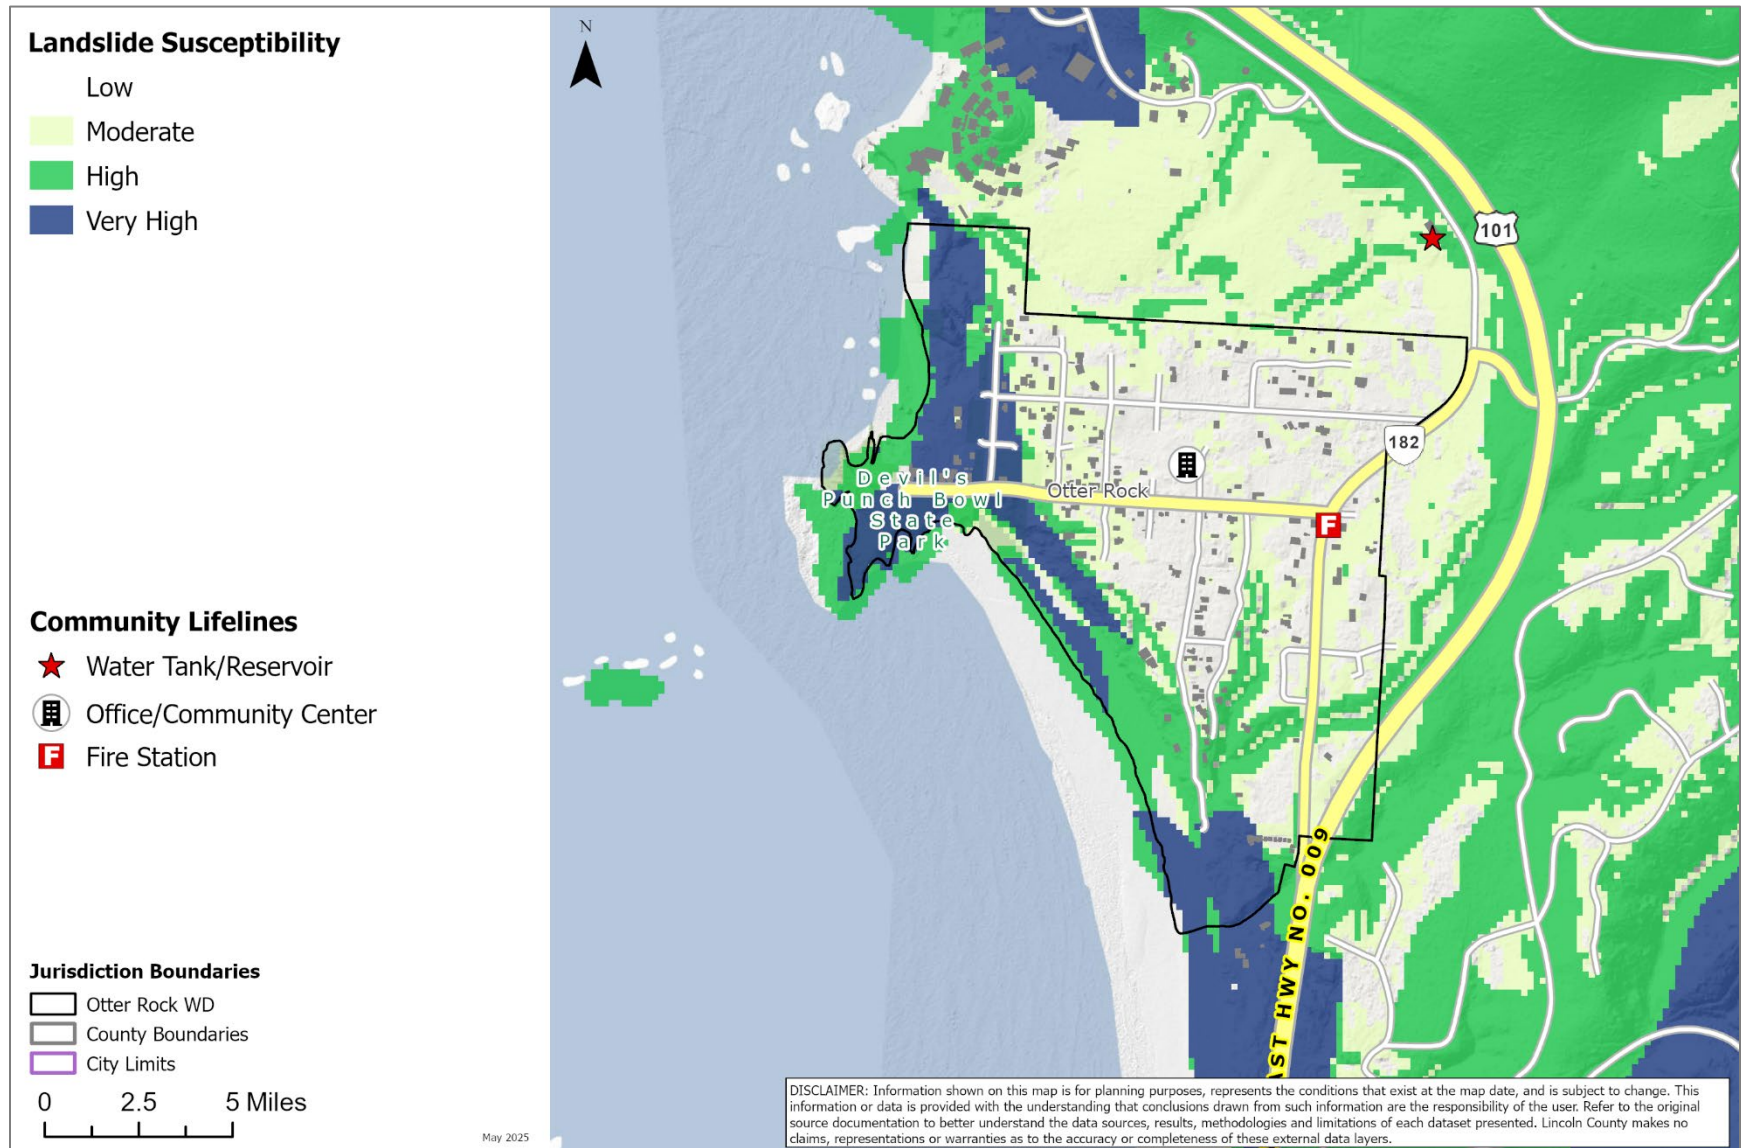 Landslide Susceptibility
Low
Moderate
High
Very High
Community Lifelines
Water Tank/Reservoir
Office/Community Center
F
Fire Station
Jurisdiction Boundaries
Otter Rock WD
County Boundaries
City Limits
0 2.5 5 Miles
May 2025
N
101
182
Devil's
Punch Bowl
State
Park
Otter Rock
F
AST HWY NO. 009
DISCLAIMER: Information shown on this map is for planning purposes, represents the conditions that exist at the map date, and is subject to change. This
information or data is provided with the understanding that conclusions drawn from such information are the responsibility of the user. Refer to the original
source documentation to better understand the data sources, results, methodologies and limitations of each dataset presented. Lincoln County makes no
claims, representations or warranties as to the accuracy or completeness of these external data layers.